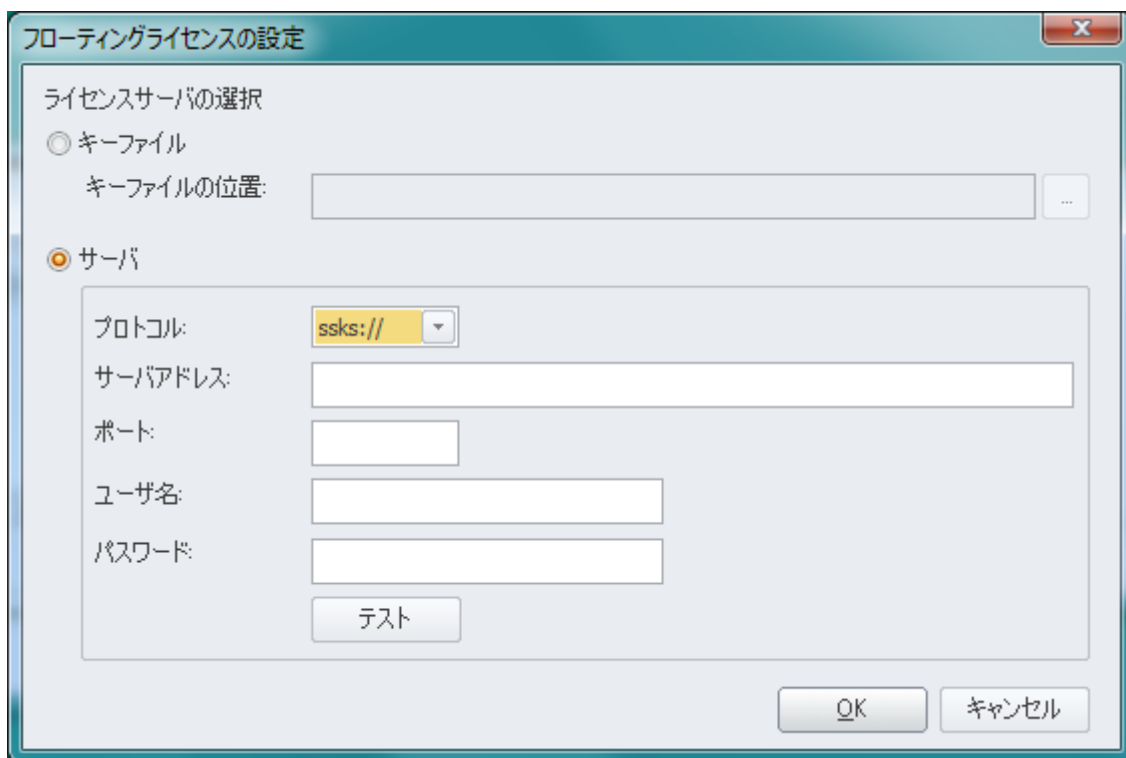 フローティングライセンスの設定
ライセンスサーバの選択
キーファイル
キーファイルの位置:
...
サーバ
プロトコル: ssks://
サーバアドレス:
ポート:
ユーザ名:
パスワード:
テスト
OK キャンセル